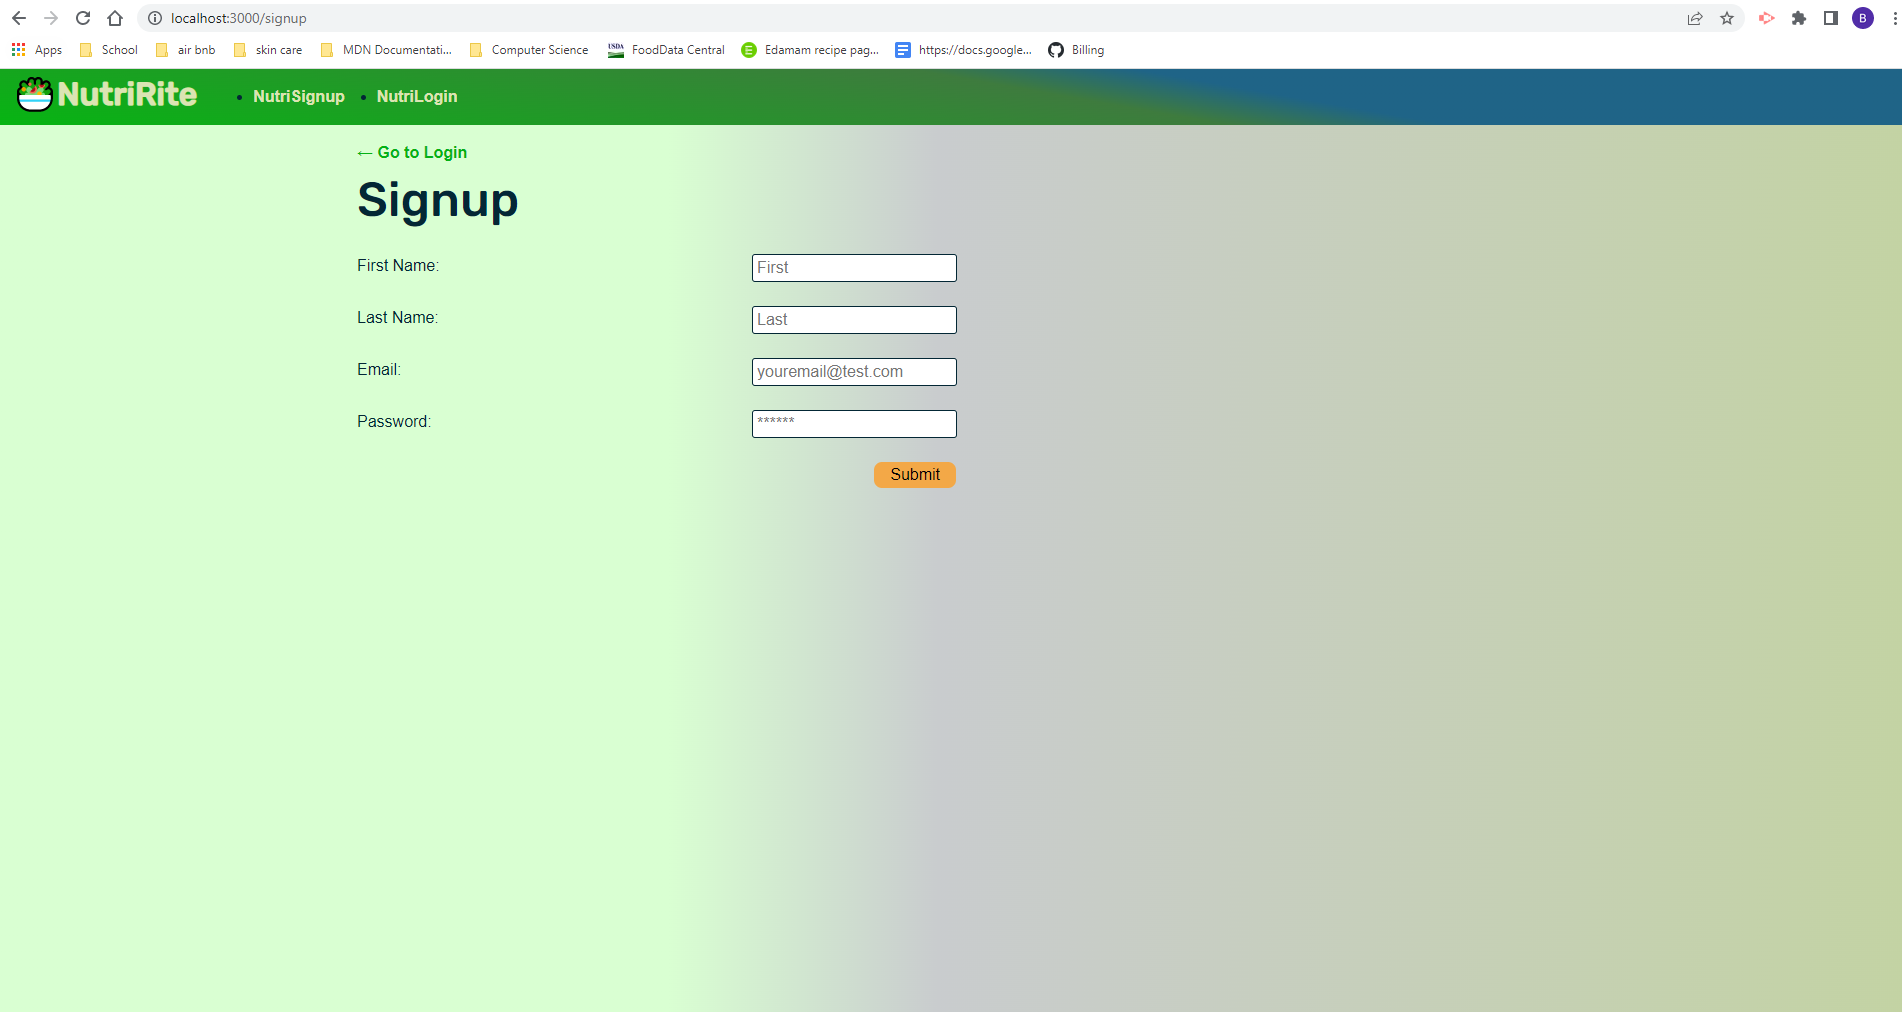 localhost:3000/signup
B
Apps School air bnb skin care MDN Documentati... Computer Science USDA FoodData Central E Edamam recipe pag... https://docs.google... Billing
NutriRite • NutriSignup • NutriLogin
← Go to Login
Signup
First Name: First
Last Name: Last
Email: youremail@test.com
Password: ******
Submit